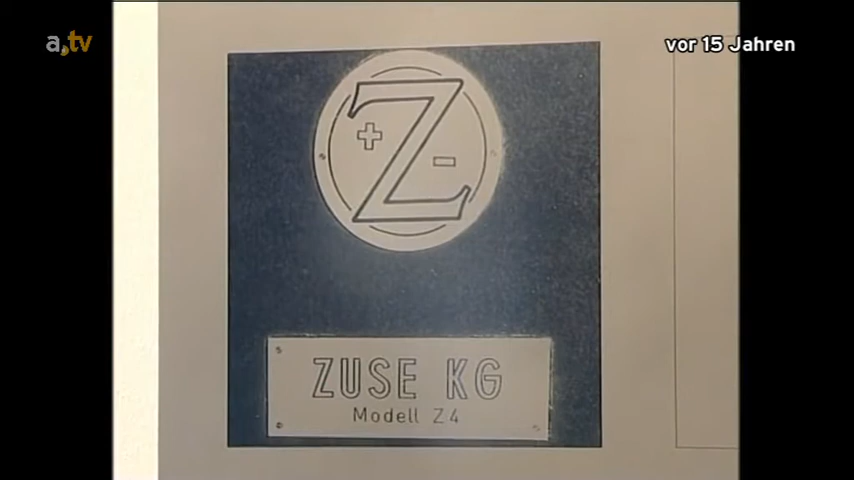 a,tv
vor 15 Jahren
Z
+ -
ZUSE KG
Modell Z4